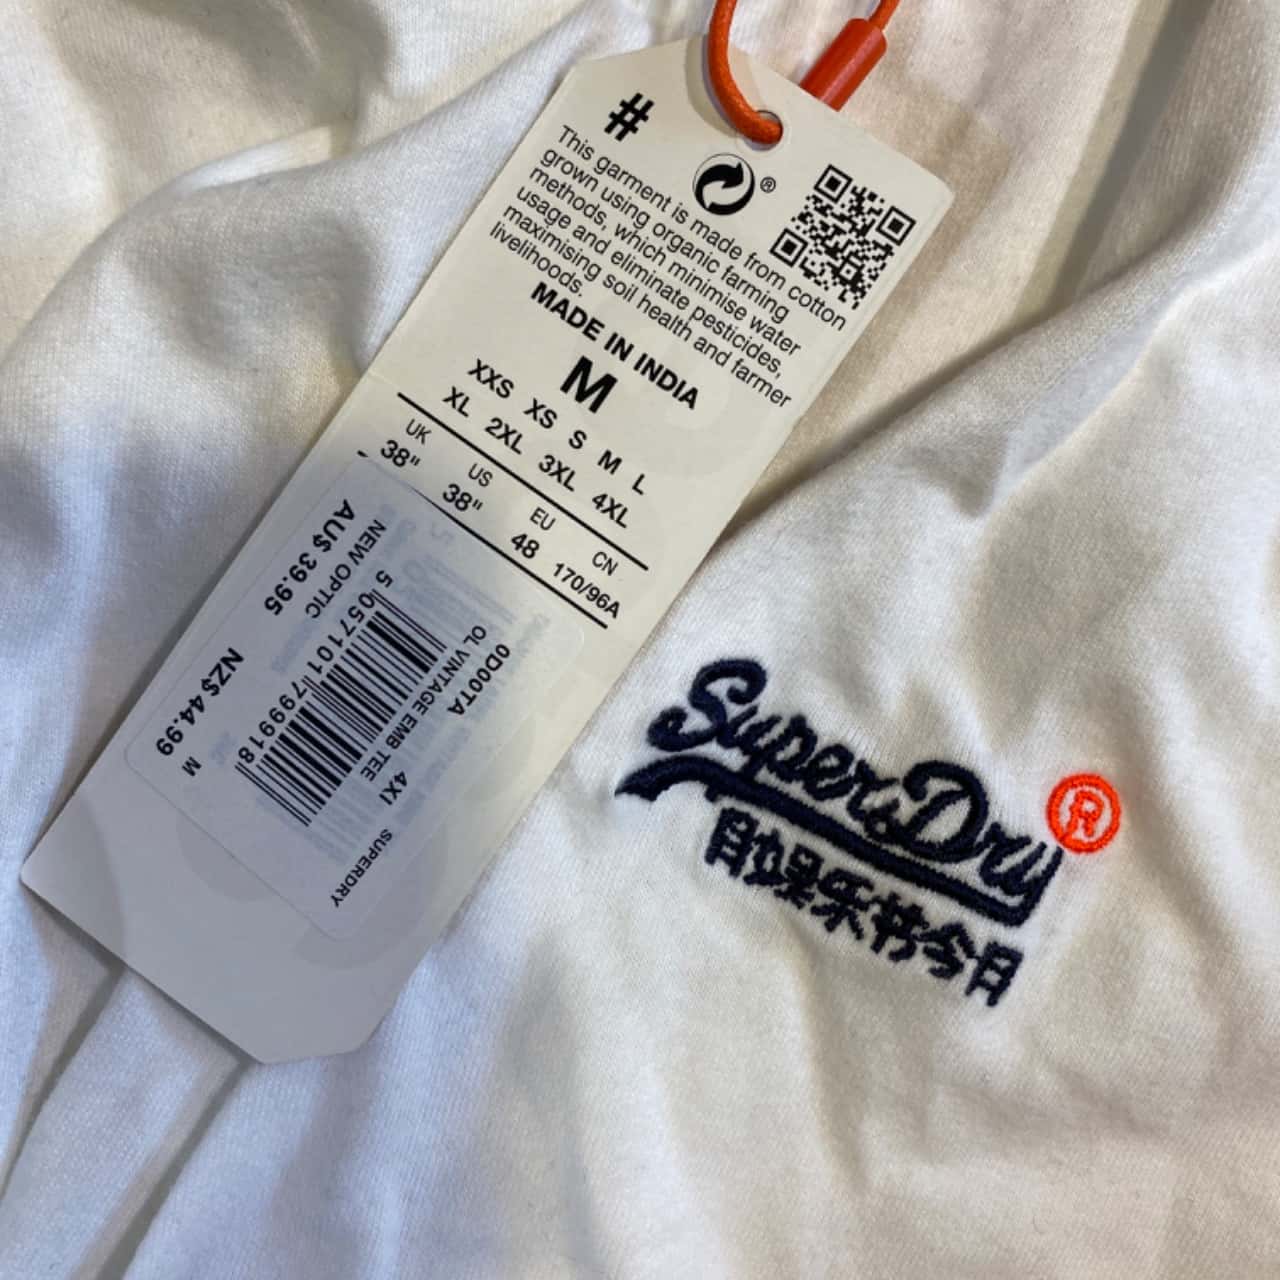 #
®
This garment is made from cotton
grown using organic farming
methods, which minimise water
usage and eliminate pesticides,
maximising soil health and farmer
livelihoods.
MADE IN INDIA
M
XXS XS S M L
XL 2XL 3XL 4XL
UK US EU CN
38" 38" 48 170/96A
0D00TA
OL VINTAGE EMB TEE 4XI SUPERDRY
5 057101 799918
NEW OPTIC M
AU$ 39.95 NZ$ 44.99
SuperDry ®